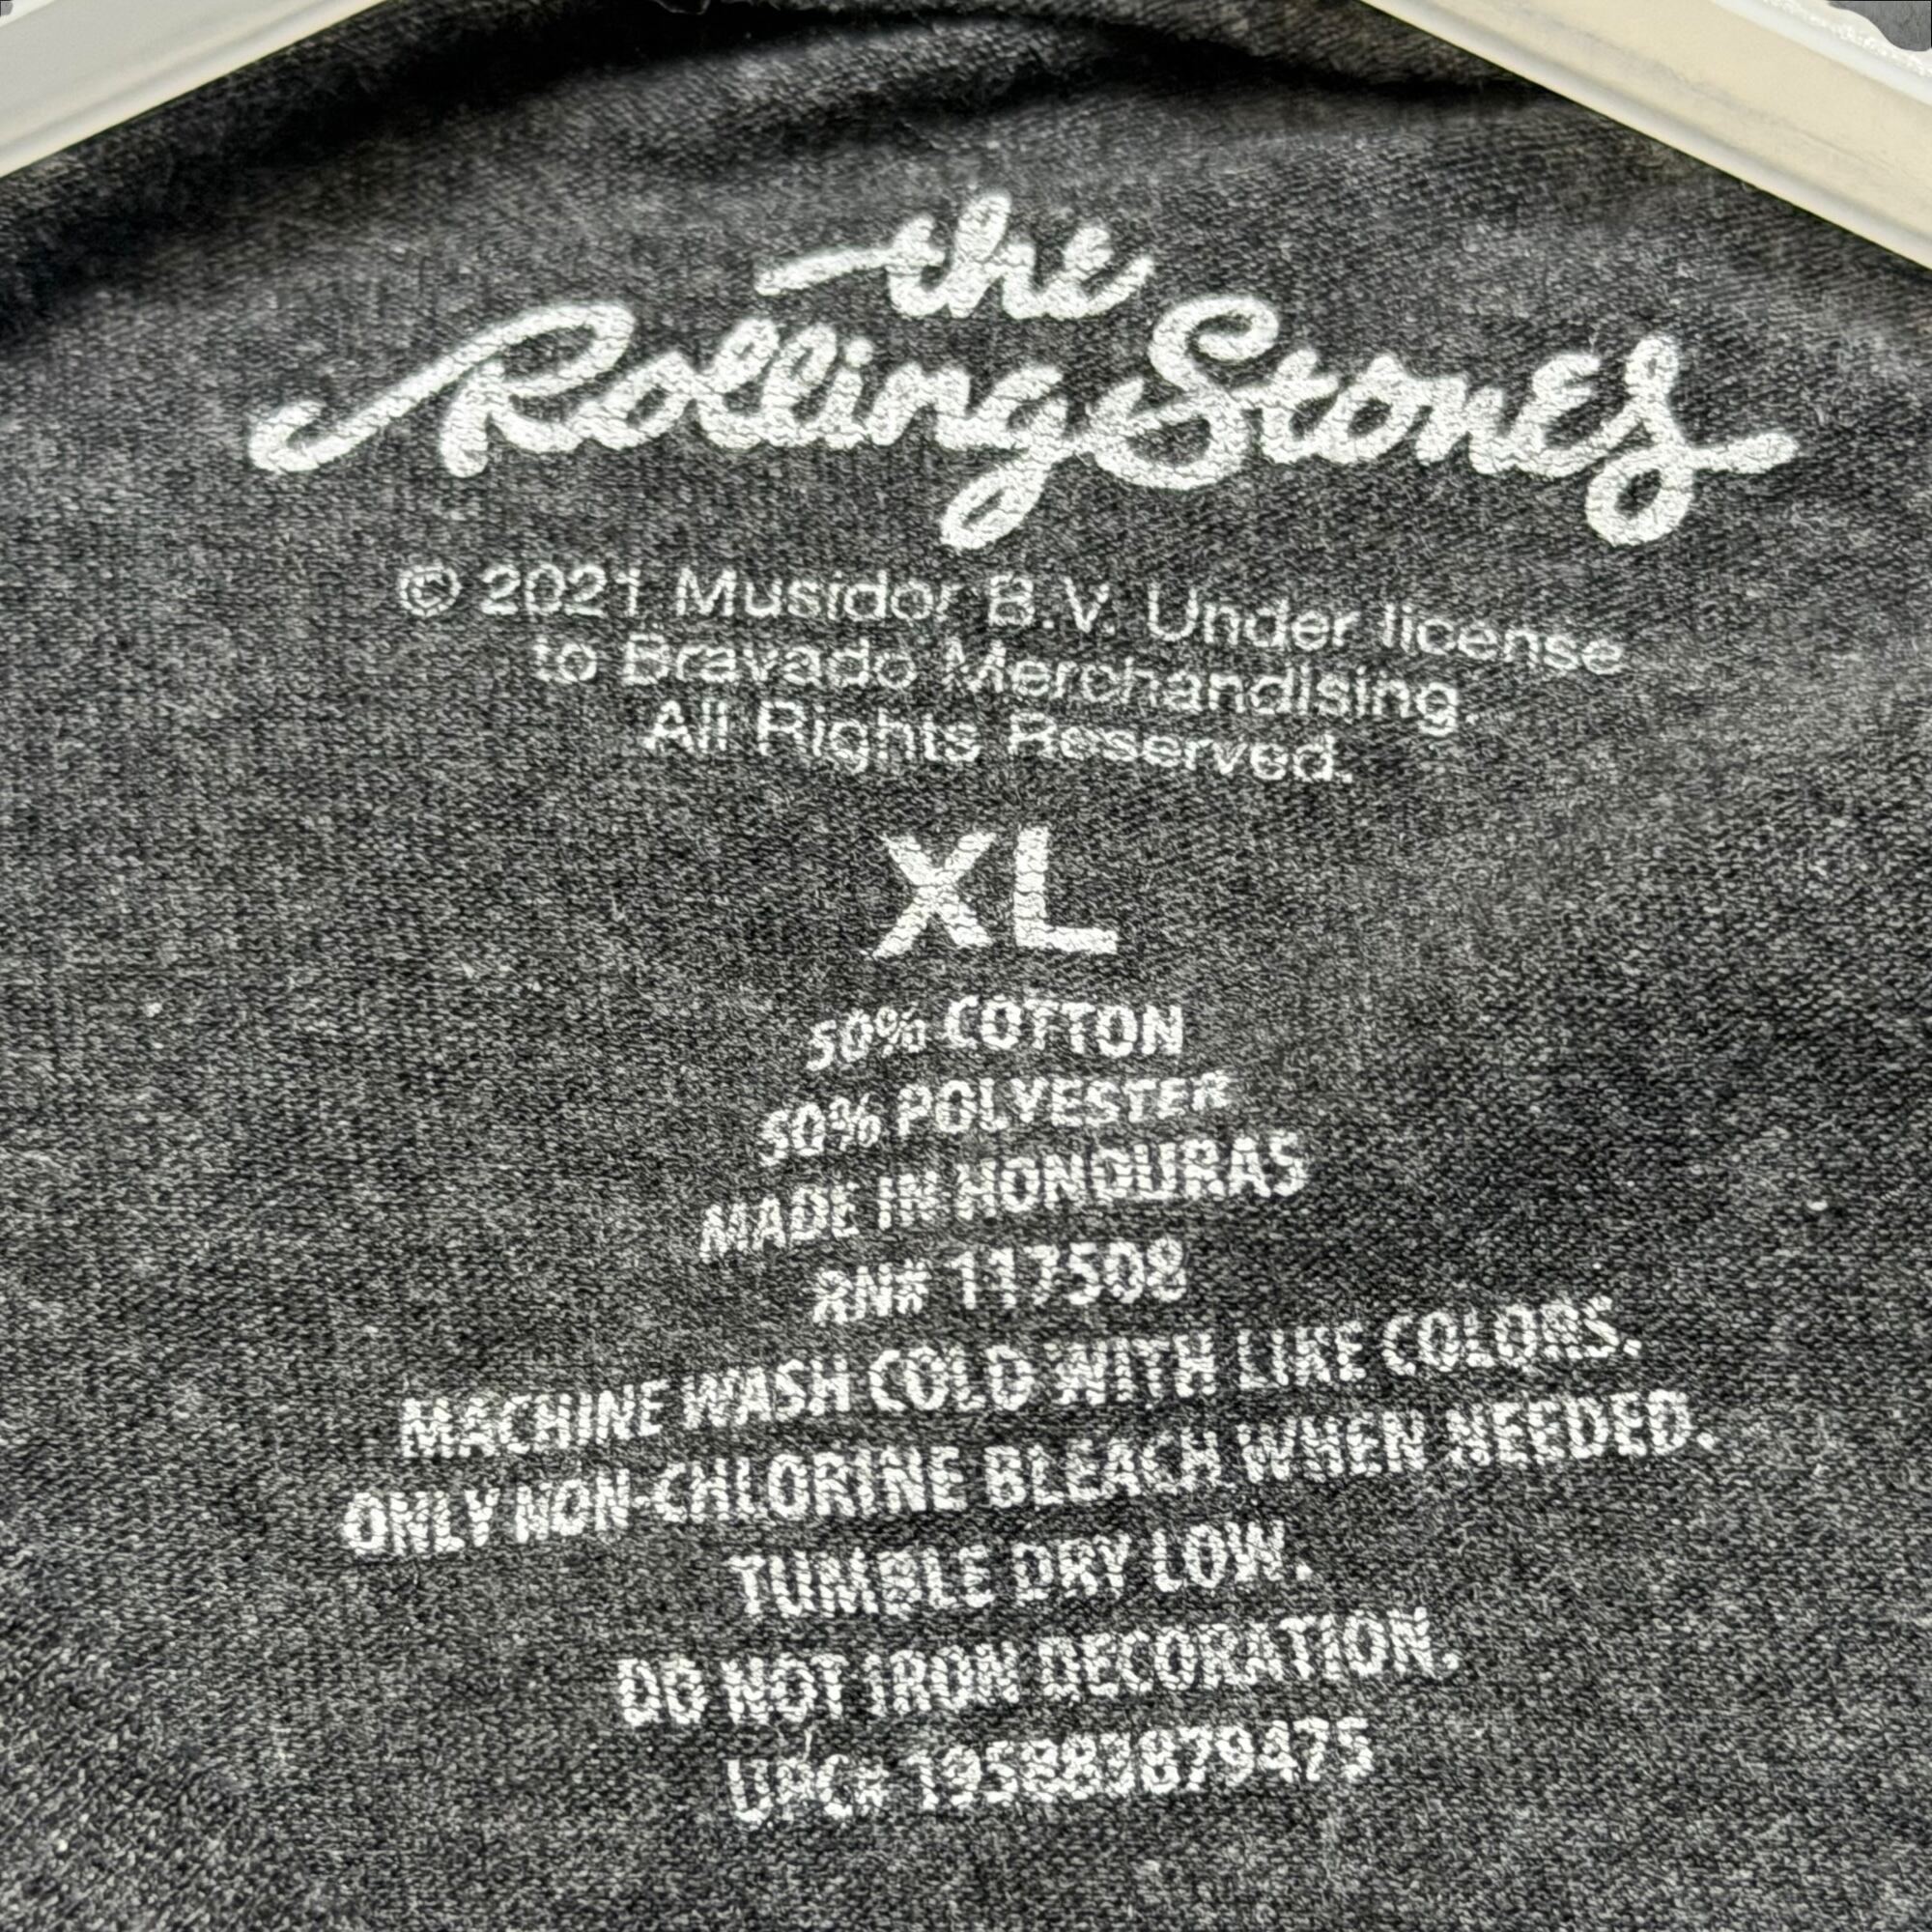 the
Rolling Stones
© 2021 Musidor B.V. Under license
to Bravado Merchandising.
All Rights Reserved.
XL
50% COTTON
50% POLYESTER
MADE IN HONDURAS
RN# 117508
MACHINE WASH COLD WITH LIKE COLORS.
ONLY NON-CHLORINE BLEACH WHEN NEEDED.
TUMBLE DRY LOW.
DO NOT IRON DECORATION.
UPC# 195883879475